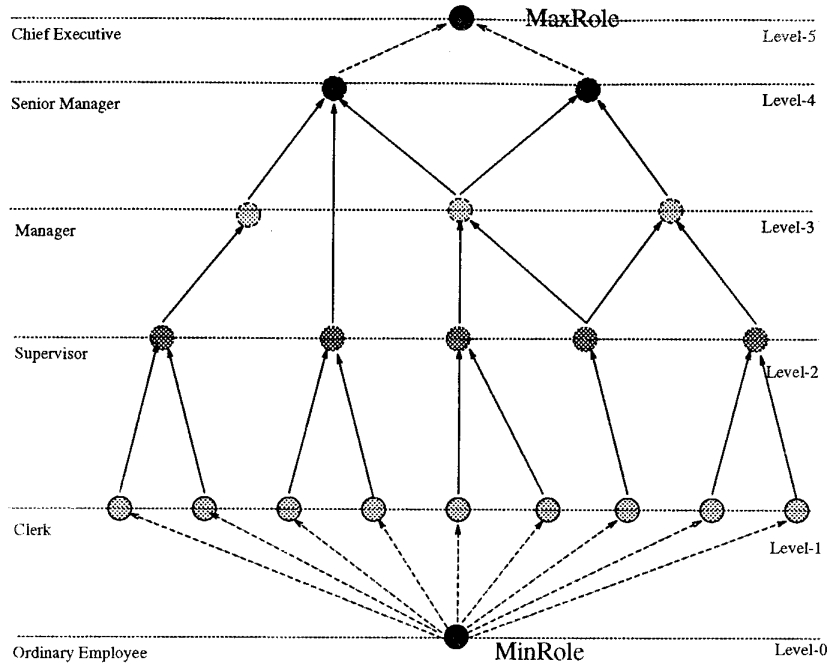 MaxRole
Chief Executive
Level-5
Senior Manager
Level-4
Manager
Level-3
Supervisor
Level-2
Clerk
Level-1
Ordinary Employee
MinRole
Level-0